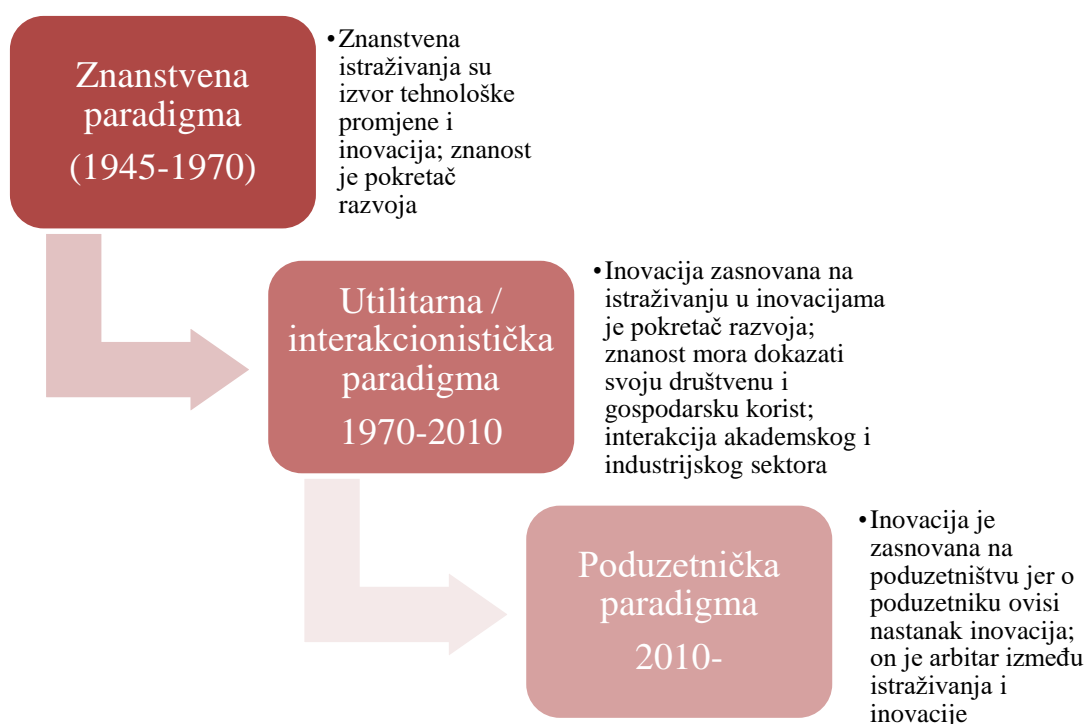 Znanstvena
paradigma
(1945-1970)
•Znanstvena
istraživanja su
izvor tehnološke
promjene i
inovacija; znanost
je pokretač
razvoja
Utilitarna /
interakcionistička
paradigma
1970-2010
•Inovacija zasnovana na
istraživanju u inovacijama
je pokretač razvoja;
znanost mora dokazati
svoju društvenu i
gospodarsku korist;
interakcija akademskog i
industrijskog sektora
Poduzetnička
paradigma
2010-
•Inovacija je
zasnovana na
poduzetništvu jer o
poduzetniku ovisi
nastanak inovacija;
on je arbitar između
istraživanja i
inovacije